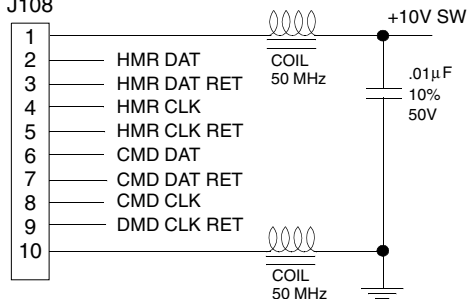 J108
+10V SW
1
2 HMR DAT
3 HMR DAT RET
4 HMR CLK
5 HMR CLK RET
6 CMD DAT
7 CMD DAT RET
8 CMD CLK
9 DMD CLK RET
10
COIL
50 MHz
.01µF
10%
50V
COIL
50 MHz